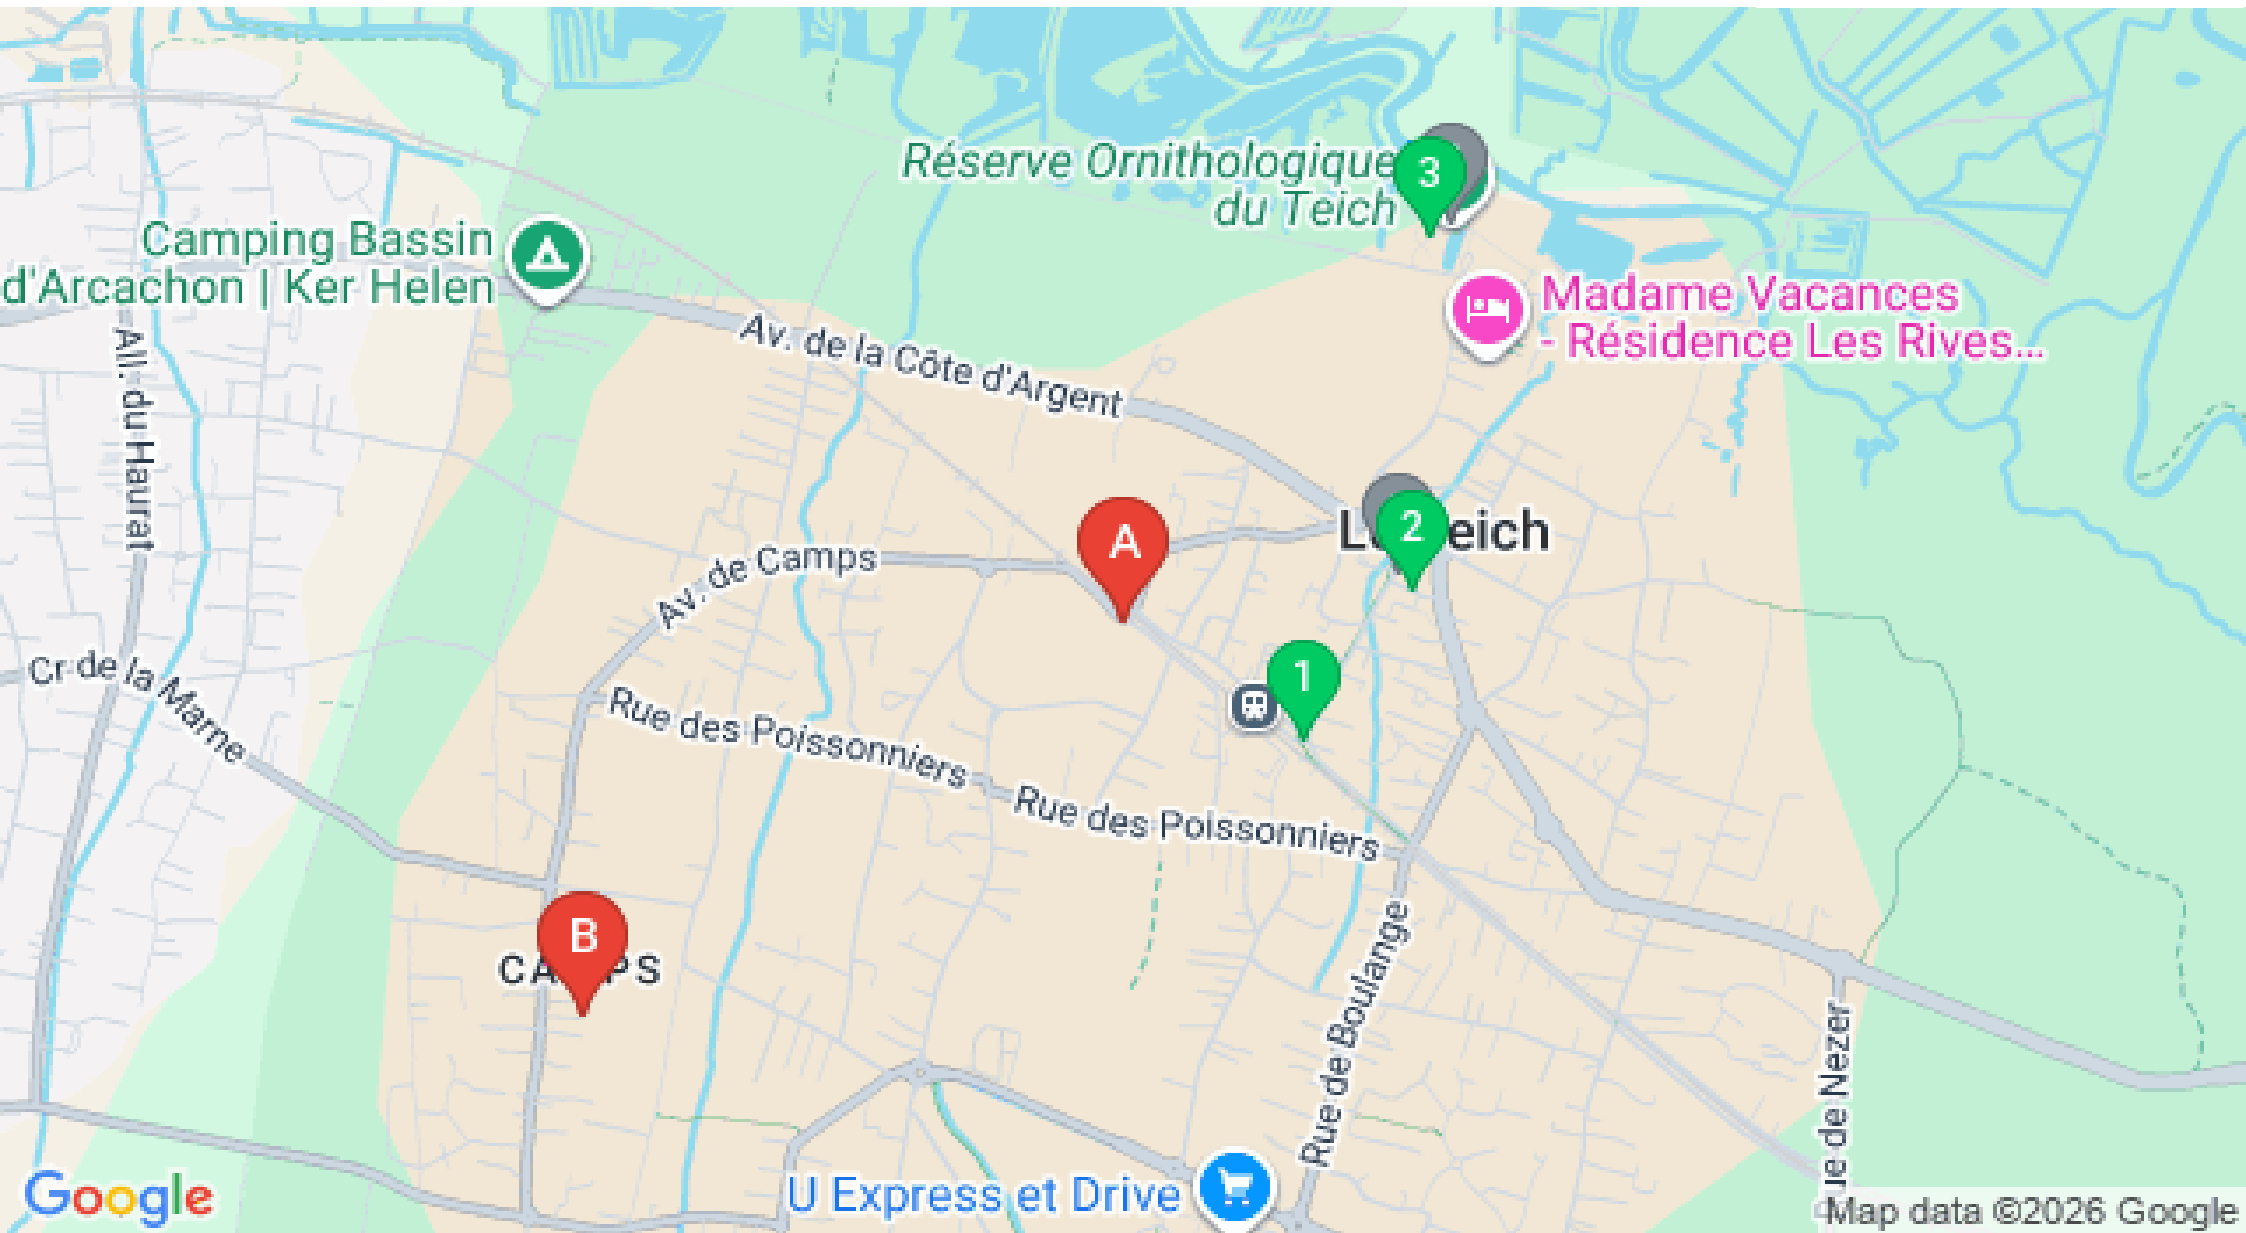 Réserve Ornithologique
du Teich
3
Camping Bassin
d'Arcachon | Ker Helen
Madame Vacances
- Résidence Les Rives...
Av. de la Côte d'Argent
All. du Haurat
A
2
Av. de Camps
1
Cr de la Marne
Rue des Poissonniers
Rue des Poissonniers
B
Rue de Boulange
U Express et Drive
Google
Map data ©2026 Google